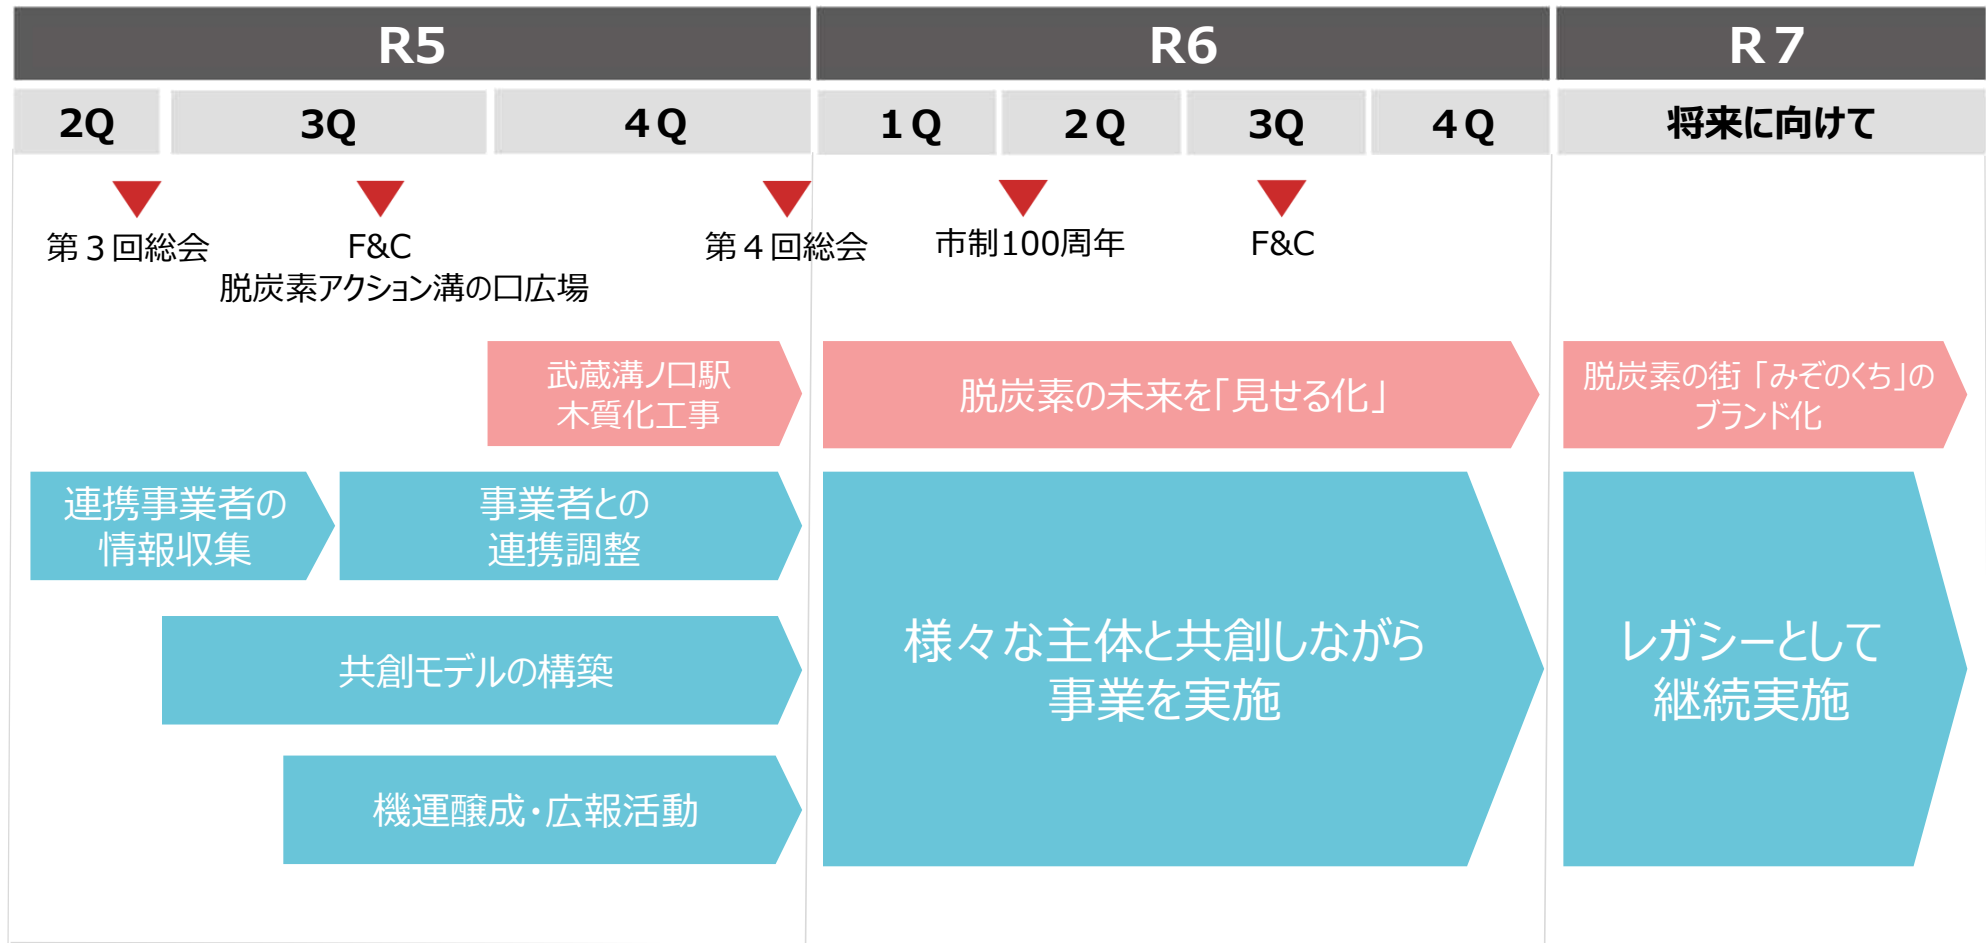 R5
R6
R７
2Q
3Q
４Q
１Q
２Q
3Q
４Q
将来に向けて
第３回総会
F&C
脱炭素アクション溝の口広場
第４回総会
市制100周年
F&C
武蔵溝ノ口駅
木質化工事
脱炭素の未来を「見せる化」
脱炭素の街「みぞのくち」の
ブランド化
連携事業者の
情報収集
事業者との
連携調整
共創モデルの構築
機運醸成・広報活動
様々な主体と共創しながら
事業を実施
レガシーとして
継続実施